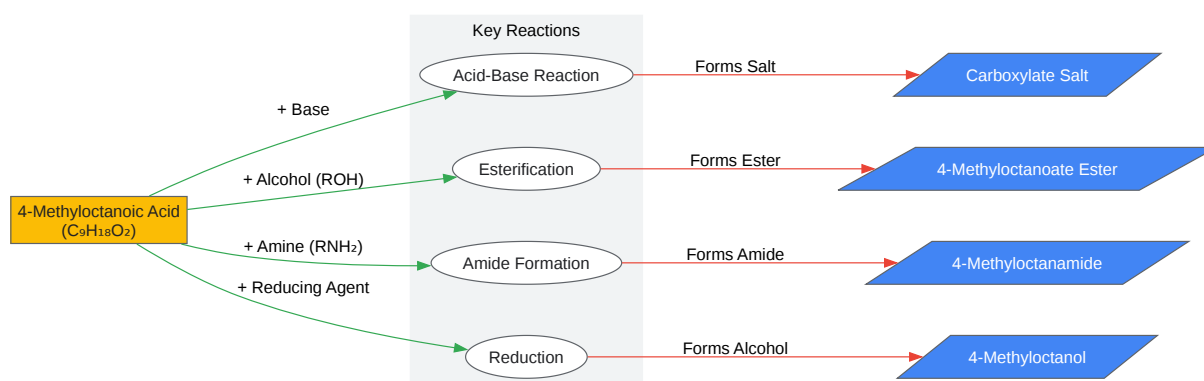 Key Reactions
Acid-Base Reaction
Forms Salt
Carboxylate Salt
+ Base
Esterification
Forms Ester
4-Methyloctanoate Ester
+ Alcohol (ROH)
4-Methyloctanoic Acid
(C₉H₁₈O₂)
+ Amine (RNH₂)
Amide Formation
Forms Amide
4-Methyloctanamide
+ Reducing Agent
Reduction
Forms Alcohol
4-Methyloctanol